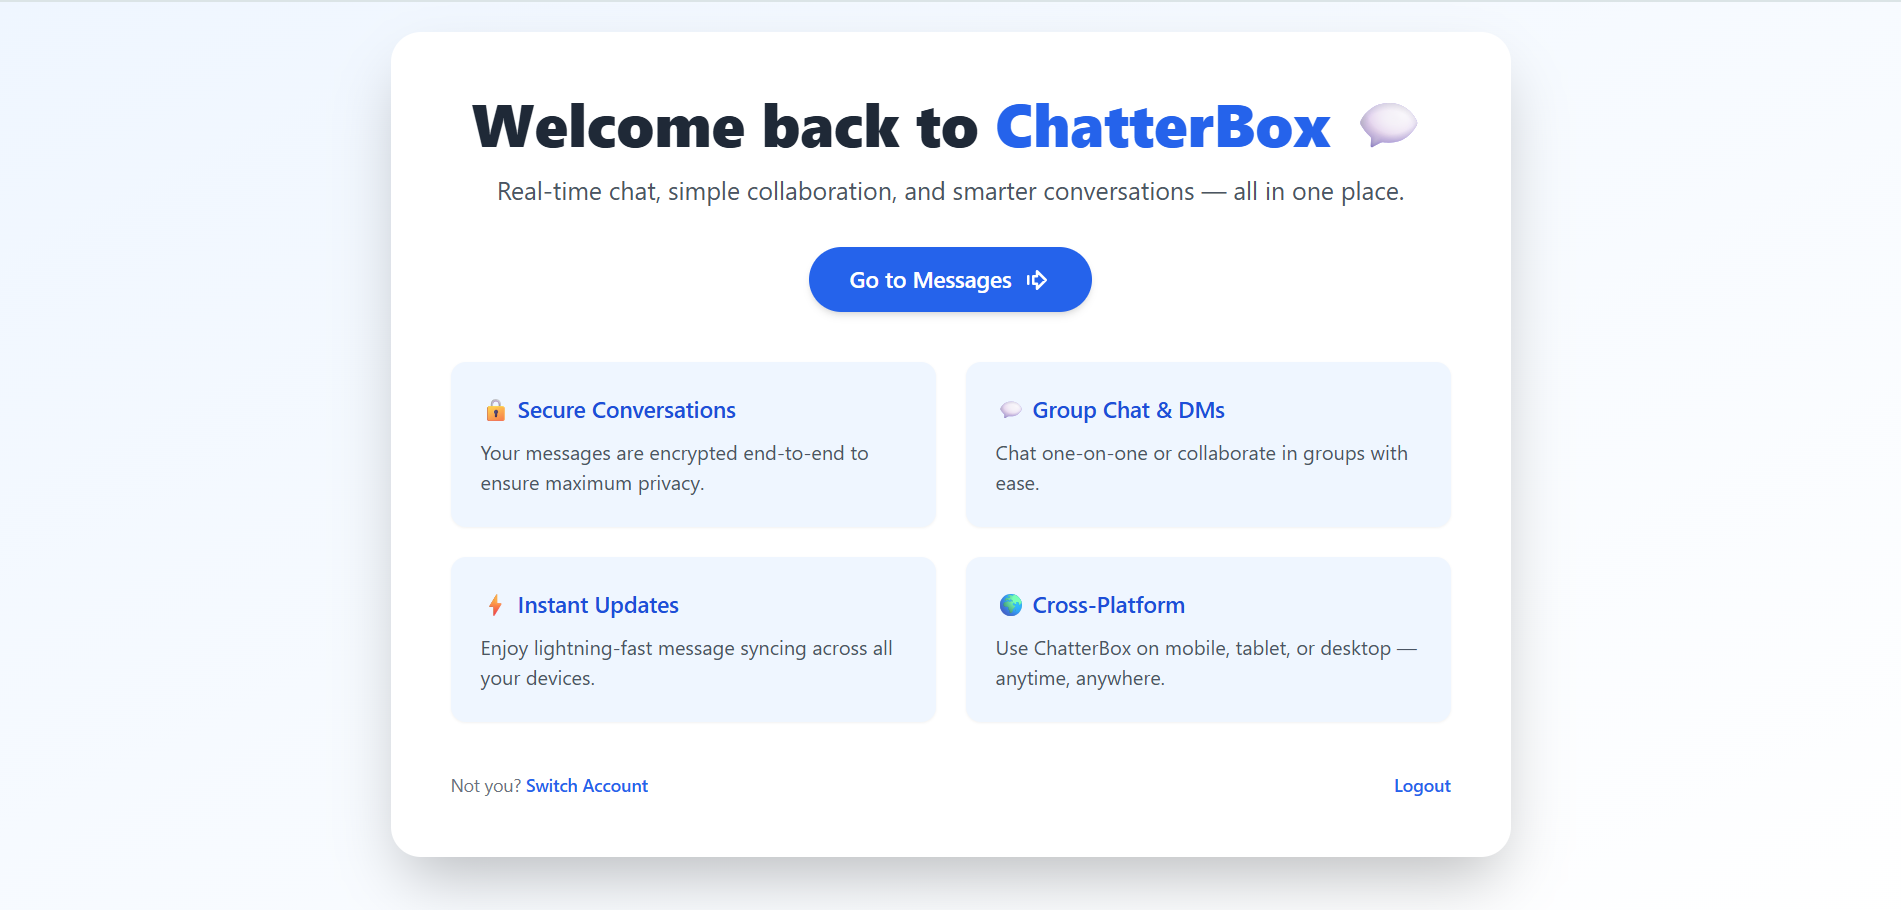 Welcome back to ChatterBox
Real-time chat, simple collaboration, and smarter conversations — all in one place.
Go to Messages
Secure Conversations
Your messages are encrypted end-to-end to
ensure maximum privacy.
Group Chat & DMs
Chat one-on-one or collaborate in groups with
ease.
Instant Updates
Enjoy lightning-fast message syncing across all
your devices.
Cross-Platform
Use ChatterBox on mobile, tablet, or desktop —
anytime, anywhere.
Not you? Switch Account
Logout